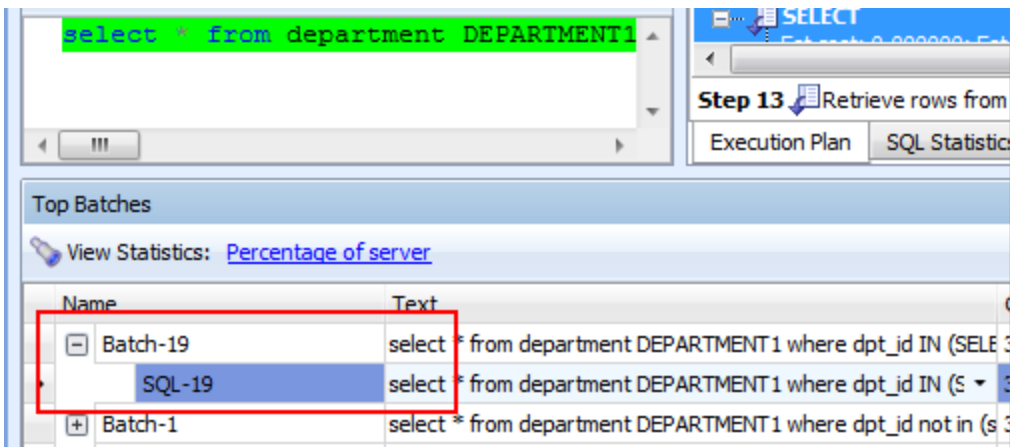 select * from department DEPARTMENT1
SELECT
Step 13 Retrieve rows from
Execution Plan SQL Statistics
Top Batches
View Statistics: Percentage of server
Name Text
Batch-19 select * from department DEPARTMENT1 where dpt_id IN (SELE
SQL-19 select * from department DEPARTMENT1 where dpt_id IN (S
Batch-1 select * from department DEPARTMENT1 where dpt_id not in (s